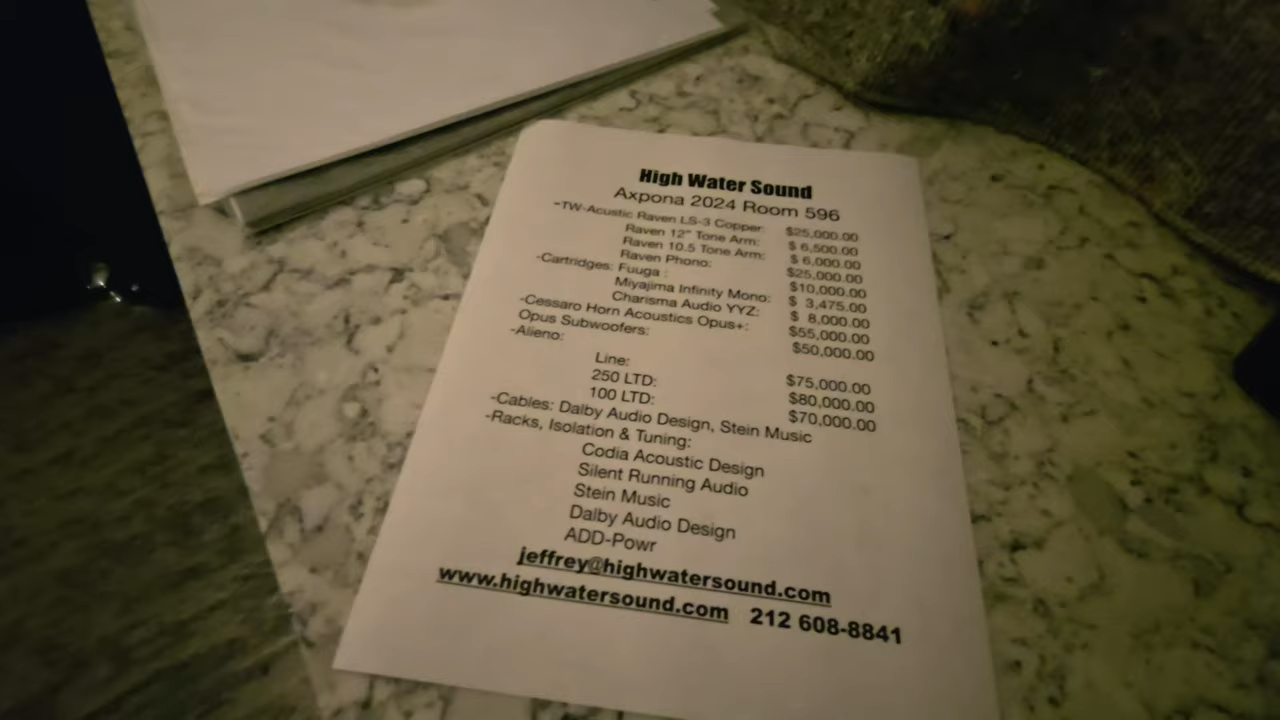 High Water Sound
Axpona 2024 Room 596
-TW-Acustic Raven LS-3 Copper: $25,000.00
Raven 12" Tone Arm: $ 6,500.00
Raven 10.5 Tone Arm: $ 6,000.00
Raven Phono: $25,000.00
-Cartridges: Fuuga : $10,000.00
Miyajima Infinity Mono: $ 3,475.00
Charisma Audio YYZ: $ 8,000.00
-Cessaro Horn Acoustics Opus+: $55,000.00
Opus Subwoofers: $50,000.00
-Alieno:
Line: $75,000.00
250 LTD: $80,000.00
100 LTD: $70,000.00
-Cables: Dalby Audio Design, Stein Music
-Racks, Isolation & Tuning:
Codia Acoustic Design
Silent Running Audio
Stein Music
Dalby Audio Design
ADD-Powr
jeffrey@highwatersound.com
www.highwatersound.com 212 608-8841